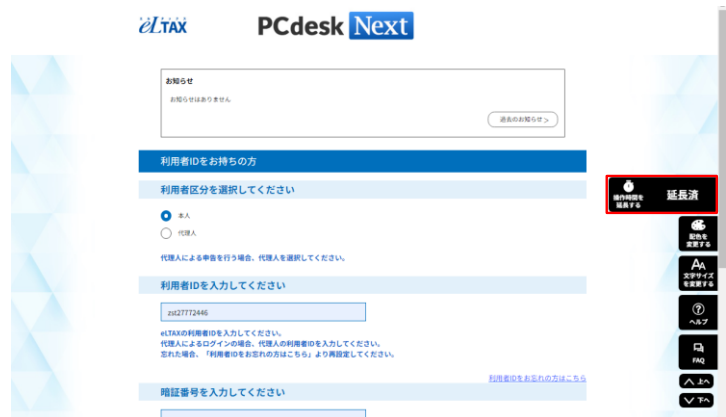 eLTAX
PCdesk Next
お知らせ
お知らせはありません
過去のお知らせ >
利用者IDをお持ちの方
利用者区分を選択してください
本人
代理人
代理人による申告を行う場合、代理人を選択してください。
利用者IDを入力してください
zst27772446
eLTAXの利用者IDを入力してください。
代理人によるログインの場合、代理人の利用者IDを入力してください。
忘れた場合、「利用者IDをお忘れの方はこちら」より再設定してください。
利用者IDをお忘れの方はこちら
暗証番号を入力してください
操作時間を
延長する
延長済
配色を
変更する
AA
文字サイズ
を変更する
?
ヘルプ
FAQ
上へ
下へ